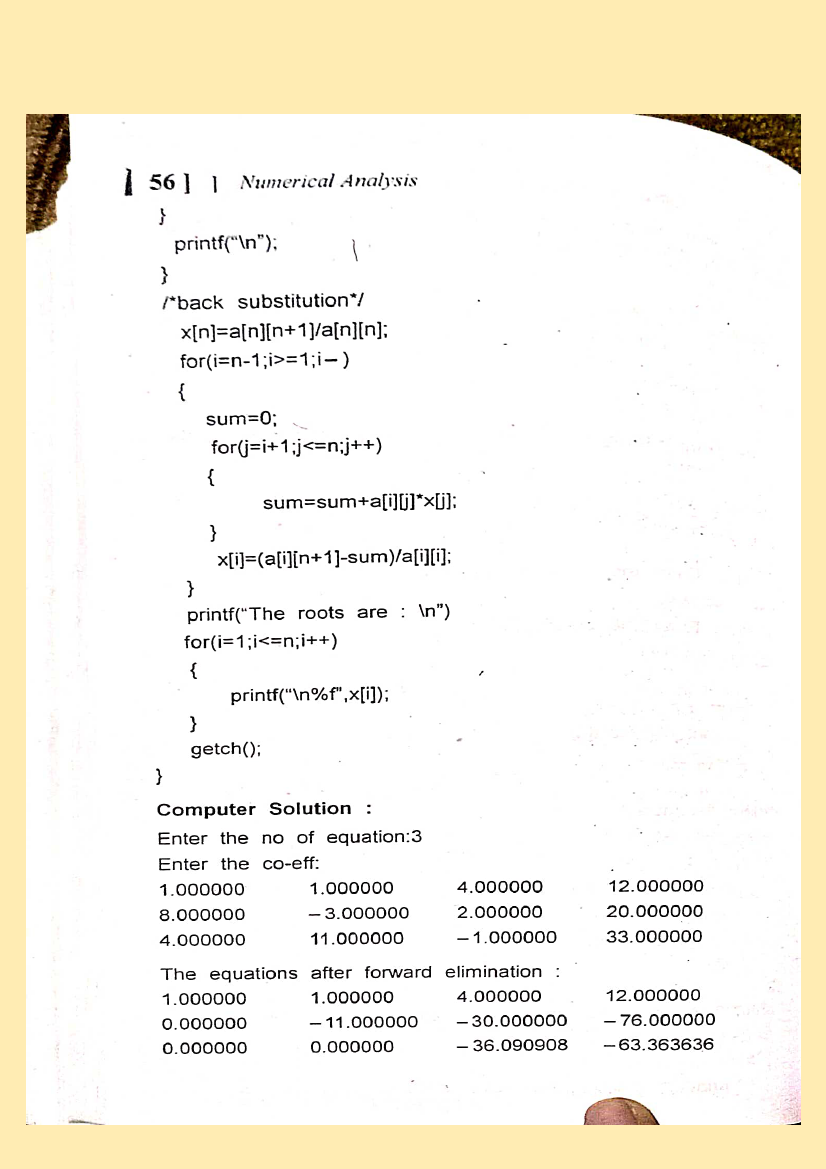 [ 56 ] ] Numerical Analysis
}
printf("\n");
}
/*back substitution*/
x[n]=a[n][n+1]/a[n][n];
for(i=n-1;i>=1;i– )
{
sum=0;
for(j=i+1;j<=n;j++)
{
sum=sum+a[i][j]*x[j];
}
x[i]=(a[i][n+1]-sum)/a[i][i];
}
printf("The roots are : \n")
for(i=1;i<=n;i++)
{
printf("\n%f",x[i]);
}
getch();
}
Computer Solution :
Enter the no of equation:3
Enter the co-eff:
1.000000 1.000000 4.000000 12.000000
8.000000 –3.000000 2.000000 20.000000
4.000000 11.000000 –1.000000 33.000000
The equations after forward elimination :
1.000000 1.000000 4.000000 12.000000
0.000000 –11.000000 –30.000000 –76.000000
0.000000 0.000000 –36.090908 –63.363636